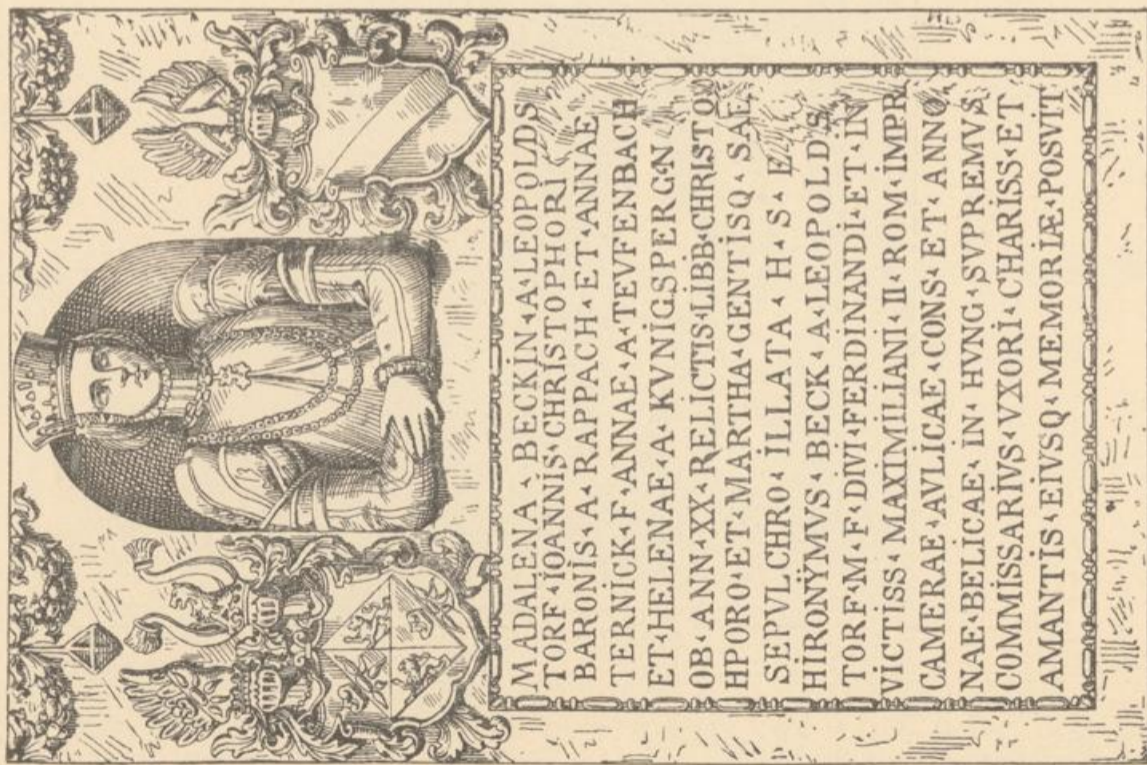 MADALENA · BECKIN · A · LEOPOLDS
TORF · IOANNIS · CHRISTOPHORI
BARONIS · A · RAPPACH · ET · ANNAE
TERNICK · F · ANNAE · A · TEVFENBACH
ET · HELENAE · A · KVNIGSPERG · N
OB · ANN · XX · RELICTIS · LIBB · CHRISTO
HPORO · ET · MARTHA · GENTISQ · SAE
SEPVLCHRO · ILLATA · H · S · E
HIRONŸMVS · BECK · A · LEOPOLDS
TORF · M · F · DIVI · FERDINANDI · ET · IN
VICTISS · MAXIMILIANI · II · ROM · IMPR
CAMERAE · AVLICAE · CONS · ET · ANNO
NAE · BELICAE · IN · HVNG · SVPREMVS
COMMISSARIVS · VXORI · CHARISS · ET
AMANTIS · EIVSQ · MEMORIÆ · POSVIT